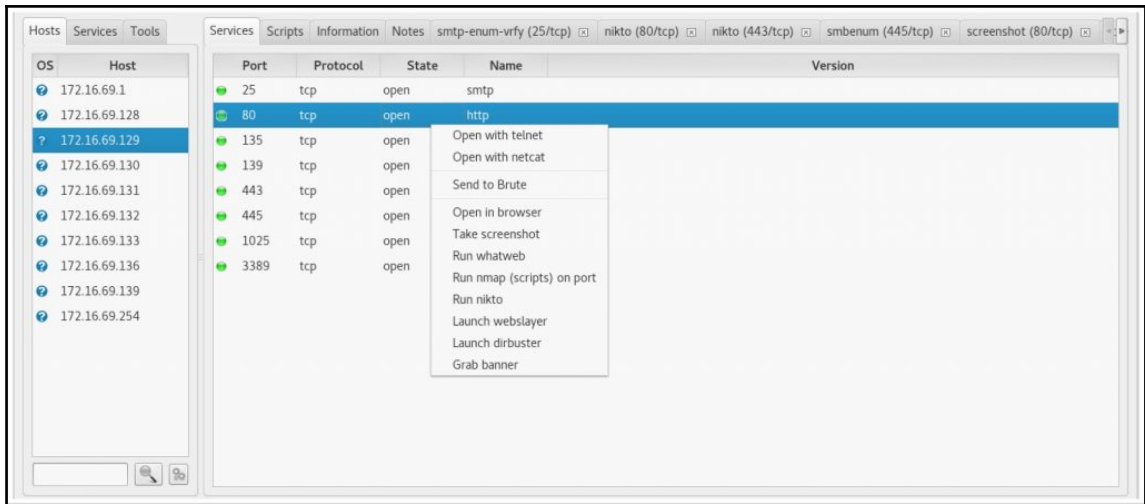 Hosts Services Tools
OS Host
172.16.69.1
172.16.69.128
172.16.69.129
172.16.69.130
172.16.69.131
172.16.69.132
172.16.69.133
172.16.69.136
172.16.69.139
172.16.69.254
Services Scripts Information Notes smtp-enum-vrfy (25/tcp) nikto (80/tcp) nikto (443/tcp) smbenum (445/tcp) screenshot (80/tcp)
Port Protocol State Name Version
25 tcp open smtp
80 tcp open http
135 tcp open
139 tcp open
443 tcp open
445 tcp open
1025 tcp open
3389 tcp open
Open with telnet
Open with netcat
Send to Brute
Open in browser
Take screenshot
Run whatweb
Run nmap (scripts) on port
Run nikto
Launch webslayer
Launch dirbuster
Grab banner